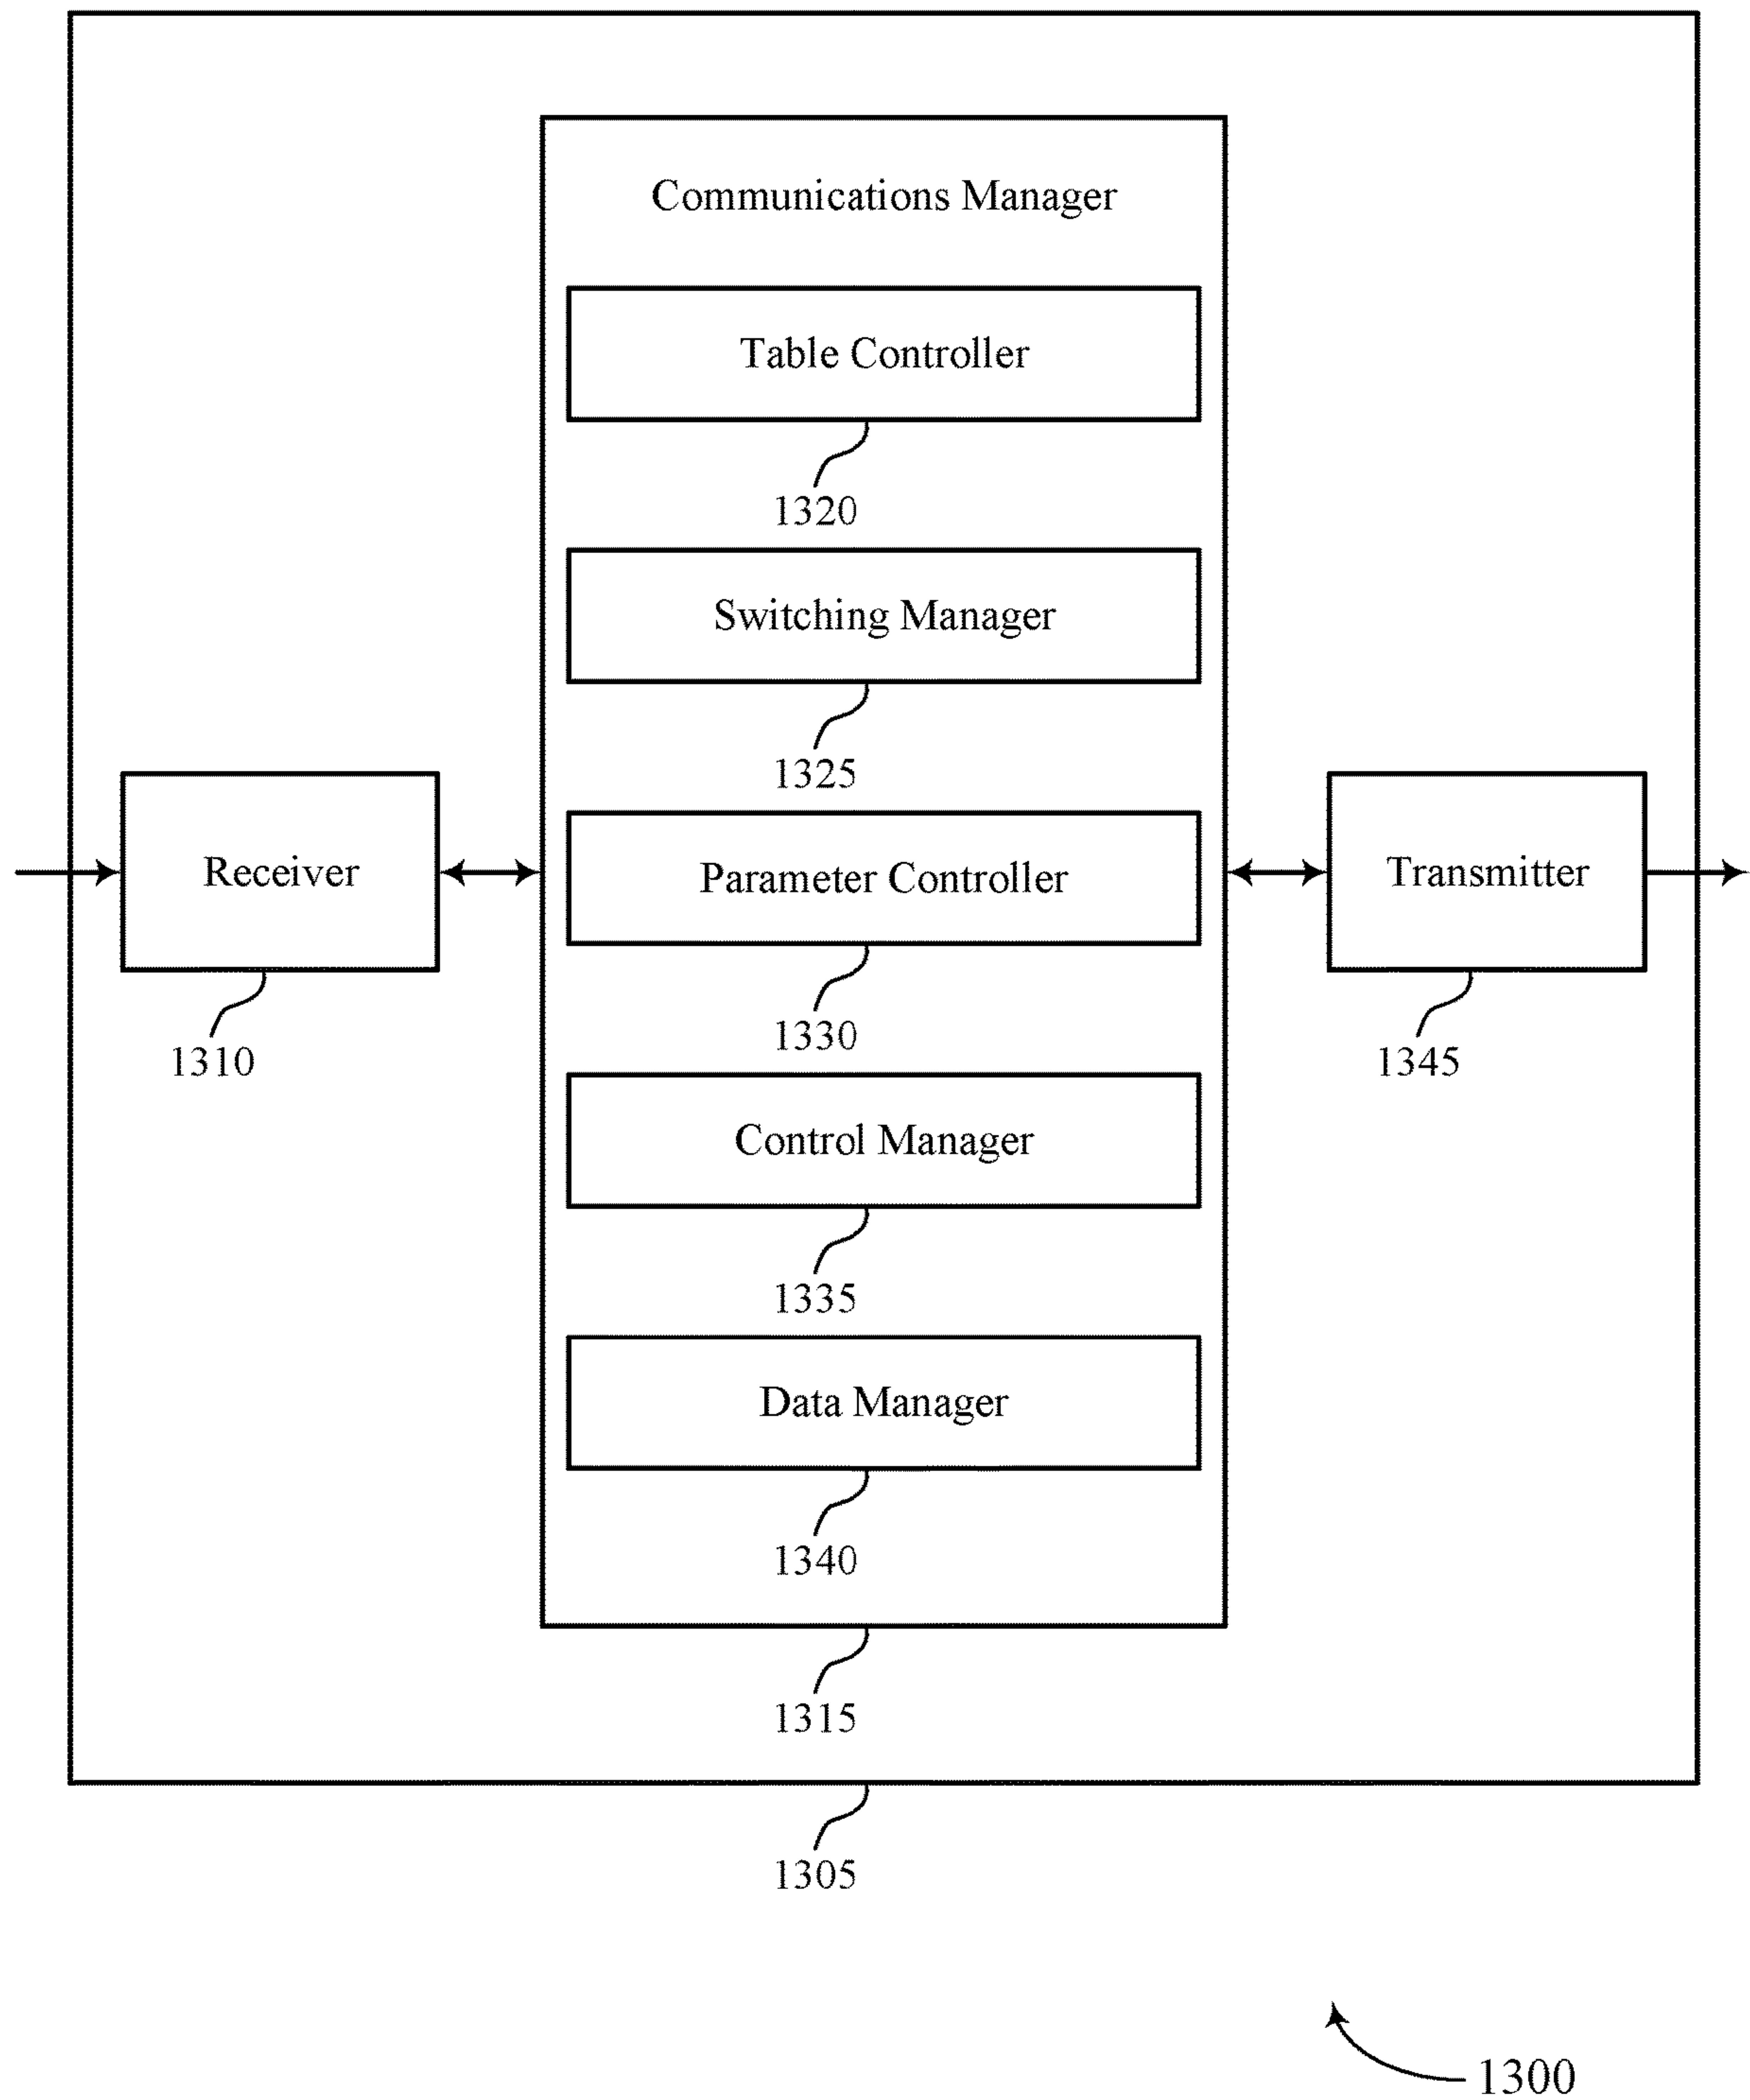 Communications Manager
Table Controller
1320
Switching Manager
1325
Receiver
1310
Parameter Controller
1330
Transmitter
1345
Control Manager
1335
Data Manager
1340
1315
1305
1300